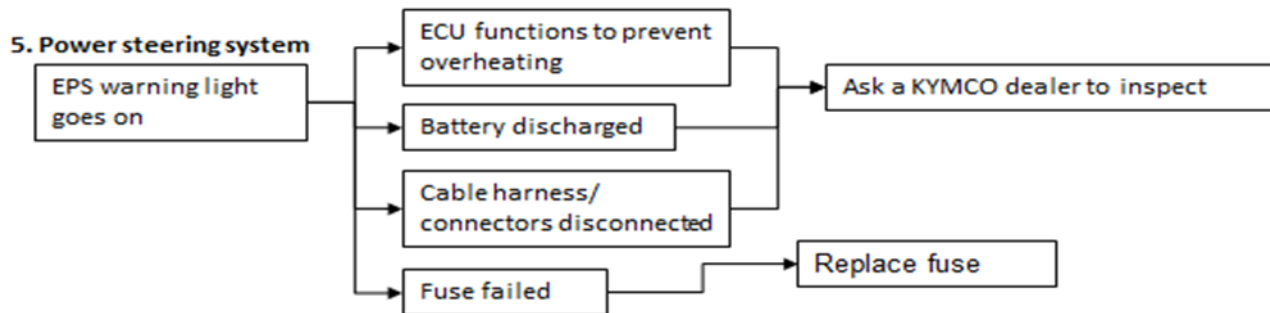 5. Power steering system
EPS warning light
goes on
ECU functions to prevent
overheating
Battery discharged
Cable harness/
connectors disconnected
Fuse failed
Ask a KYMCO dealer to inspect
Replace fuse